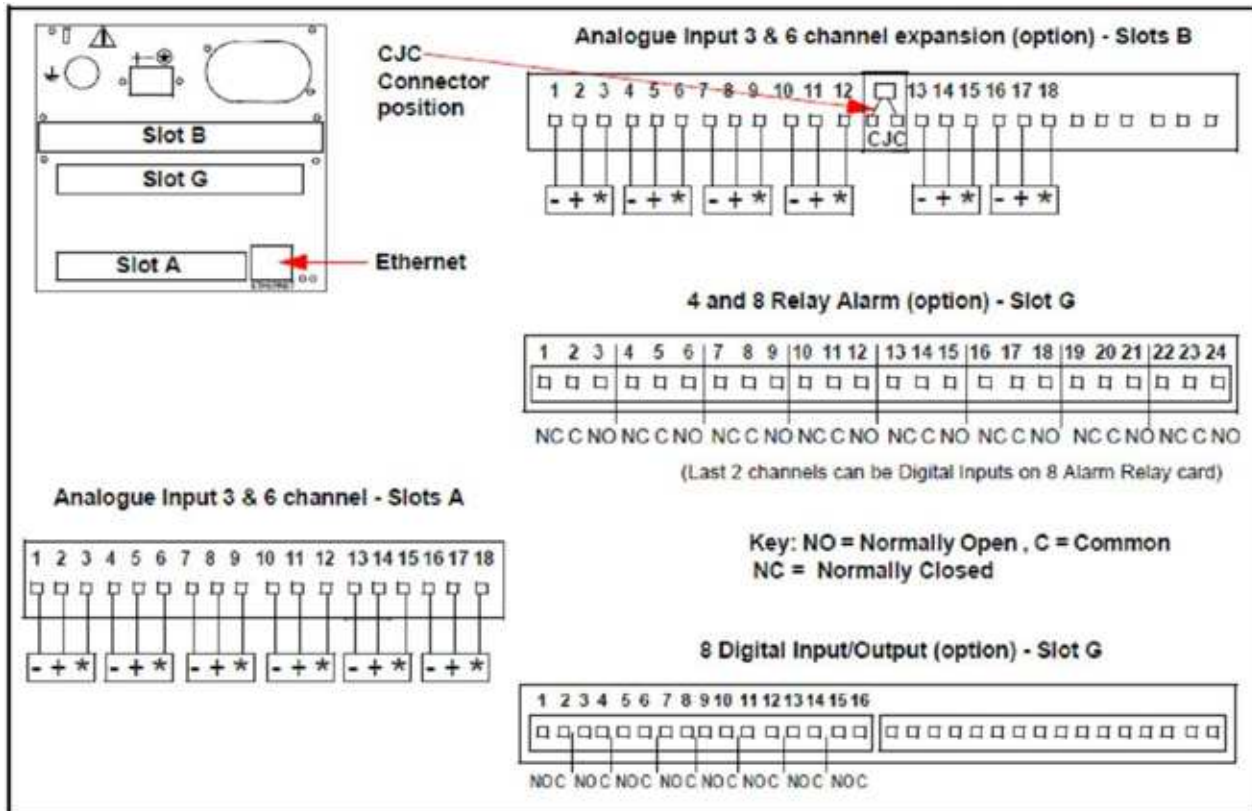 CJC
Connector
position
Slot B
Slot G
Slot A
Ethernet
ETHERNET
Analogue Input 3 & 6 channel expansion (option) - Slots B
1 2 3 4 5 6 7 8 9 10 11 12 13 14 15 16 17 18
CJC
- + * - + * - + * - + * - + * - + *
4 and 8 Relay Alarm (option) - Slot G
1 2 3 4 5 6 7 8 9 10 11 12 13 14 15 16 17 18 19 20 21 22 23 24
NC C NO NC C NO NC C NO NC C NO NC C NO NC C NO NC C NO NC C NO
(Last 2 channels can be Digital Inputs on 8 Alarm Relay card)
Analogue Input 3 & 6 channel - Slots A
1 2 3 4 5 6 7 8 9 10 11 12 13 14 15 16 17 18
- + * - + * - + * - + * - + * - + *
Key: NO = Normally Open , C = Common
NC = Normally Closed
8 Digital Input/Output (option) - Slot G
1 2 3 4 5 6 7 8 9 10 11 12 13 14 15 16
NO C NO C NO C NO C NO C NO C NO C NO C